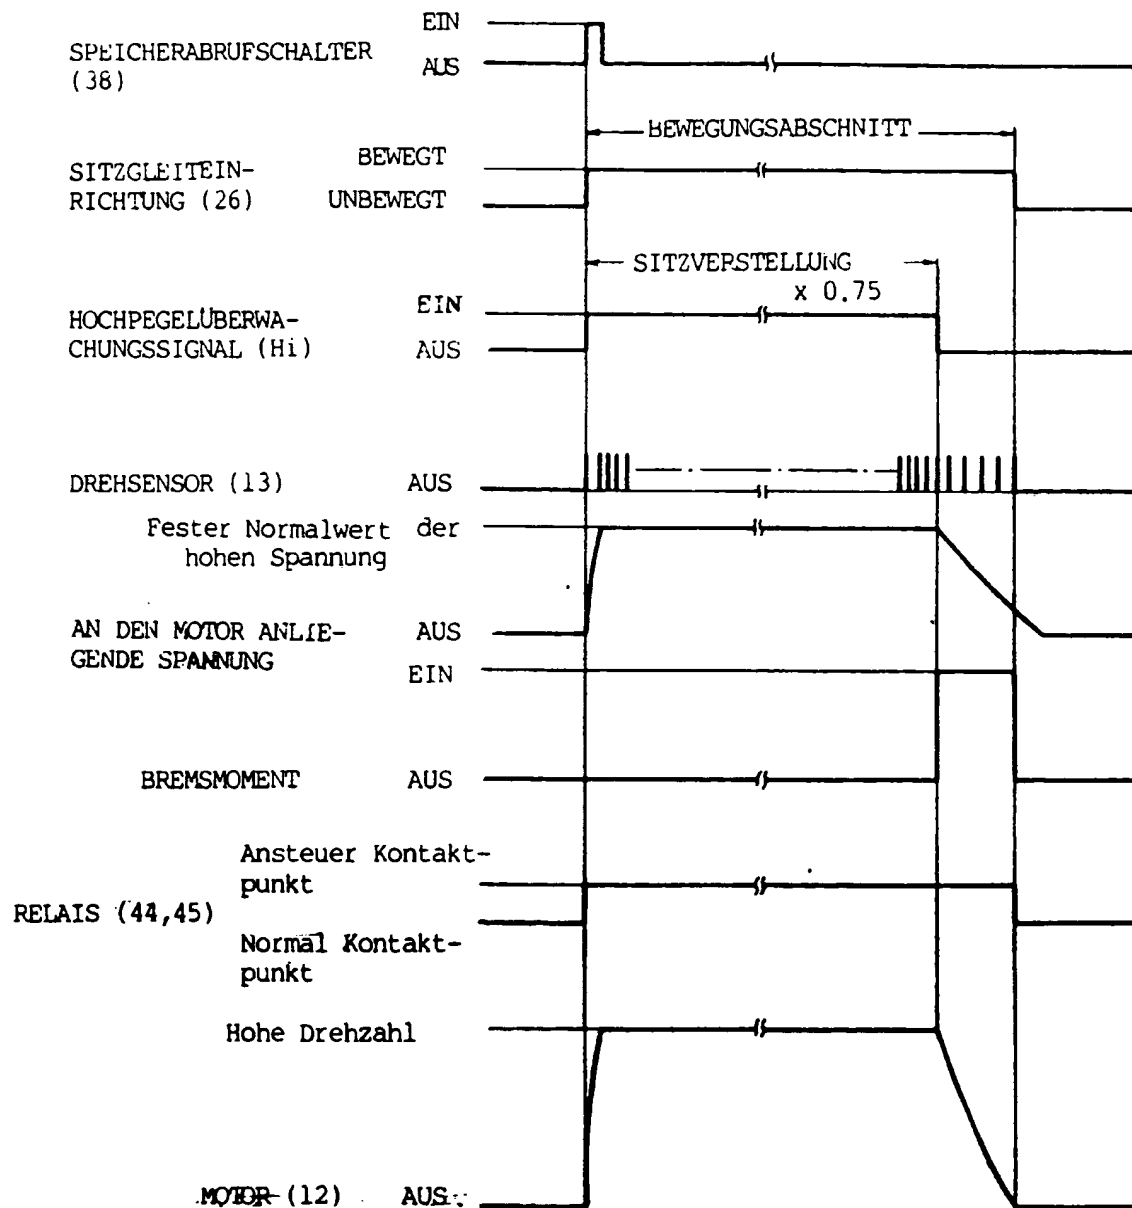 EIN
SPEICHERABRUFSCHALTER
(38)
AUS
BEWEGUNGSABSCHNITT
BEWEGT
SITZGLEITEIN-
RICHTUNG (26)
UNBEWEGT
SITZVERSTELLUNG
x 0.75
EIN
HOCHPEGELÜBERWA-
CHUNGSSIGNAL (Hi)
AUS
DREHSENSOR (13)
AUS
Fester Normalwert der
hohen Spannung
AN DEN MOTOR ANLIE-
GENDE SPANNUNG
AUS
EIN
BREMSMOMENT
AUS
Ansteuer Kontakt-
punkt
RELAIS (44,45)
Normal Kontakt-
punkt
Hohe Drehzahl
MOTOR (12)
AUS